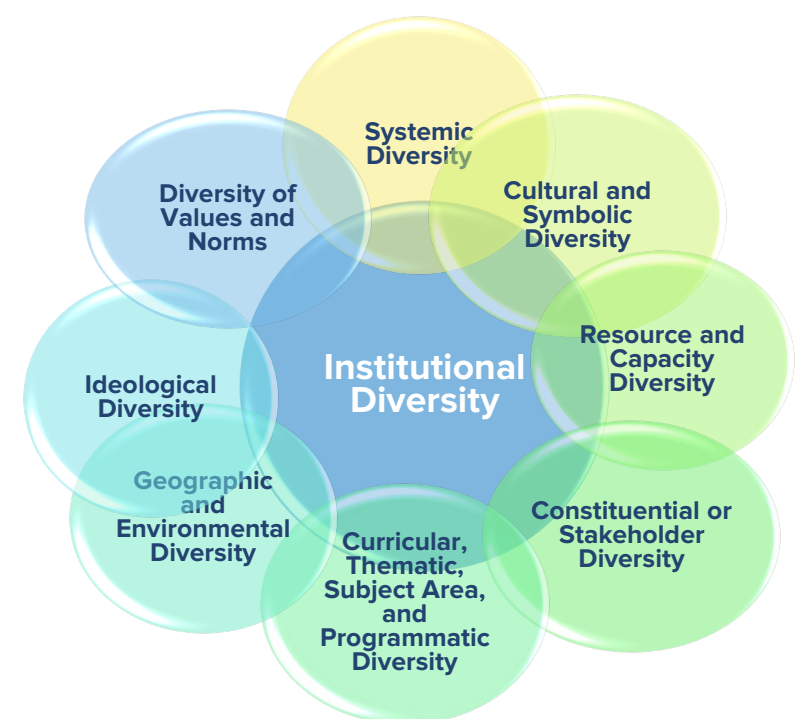 Systemic
Diversity
Cultural and
Symbolic
Diversity
Resource and
Capacity
Diversity
Constituential or
Stakeholder
Diversity
Curricular,
Thematic,
Subject Area,
and
Programmatic
Diversity
Geographic
and
Environmental
Diversity
Ideological
Diversity
Diversity of
Values and
Norms
Institutional
Diversity